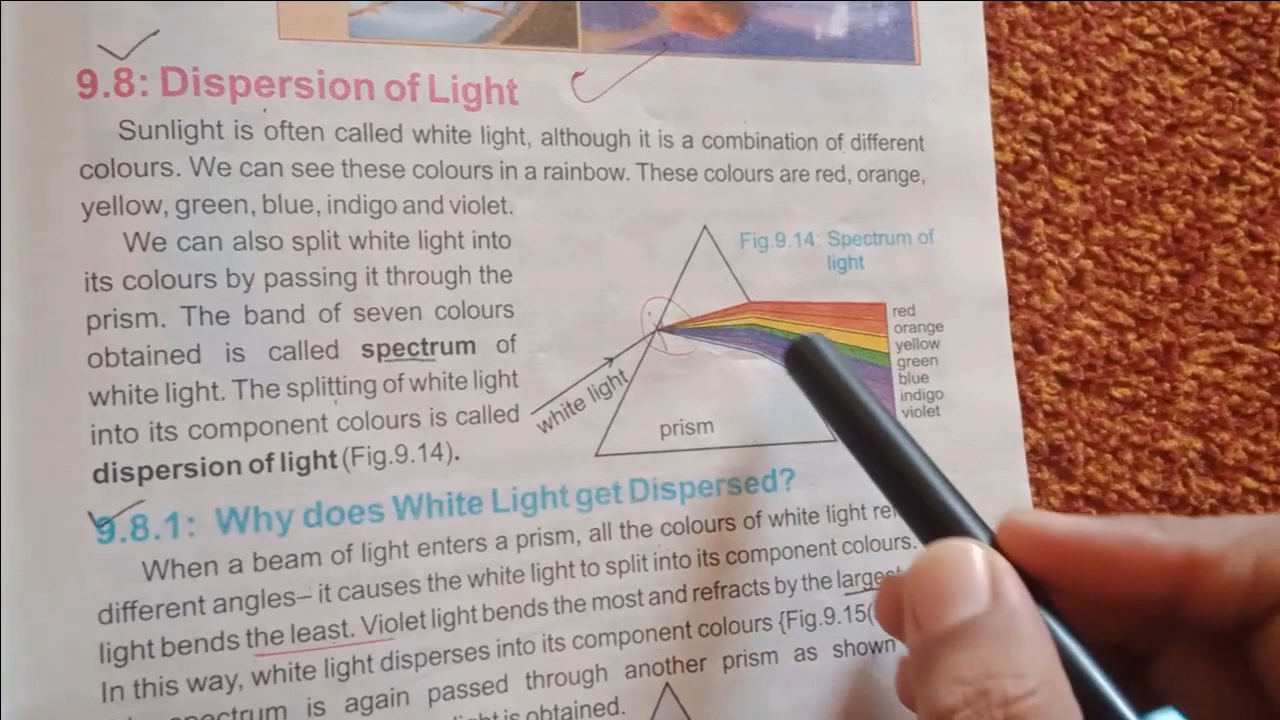 9.8: Dispersion of Light
Sunlight is often called white light, although it is a combination of different
colours. We can see these colours in a rainbow. These colours are red, orange,
yellow, green, blue, indigo and violet.
We can also split white light into
its colours by passing it through the
prism. The band of seven colours
obtained is called spectrum of
white light. The splitting of white light
into its component colours is called
dispersion of light (Fig.9.14).
Fig.9.14: Spectrum of
light
red
orange
yellow
green
blue
indigo
violet
white light
prism
9.8.1: Why does White Light get Dispersed?
When a beam of light enters a prism, all the colours of white light
different angles– it causes the white light to split into its component colours.
light bends the least. Violet light bends the most and refracts by the
In this way, white light disperses into its component colours {Fig.9.15(
spectrum is again passed through another prism as shown
is obtained.